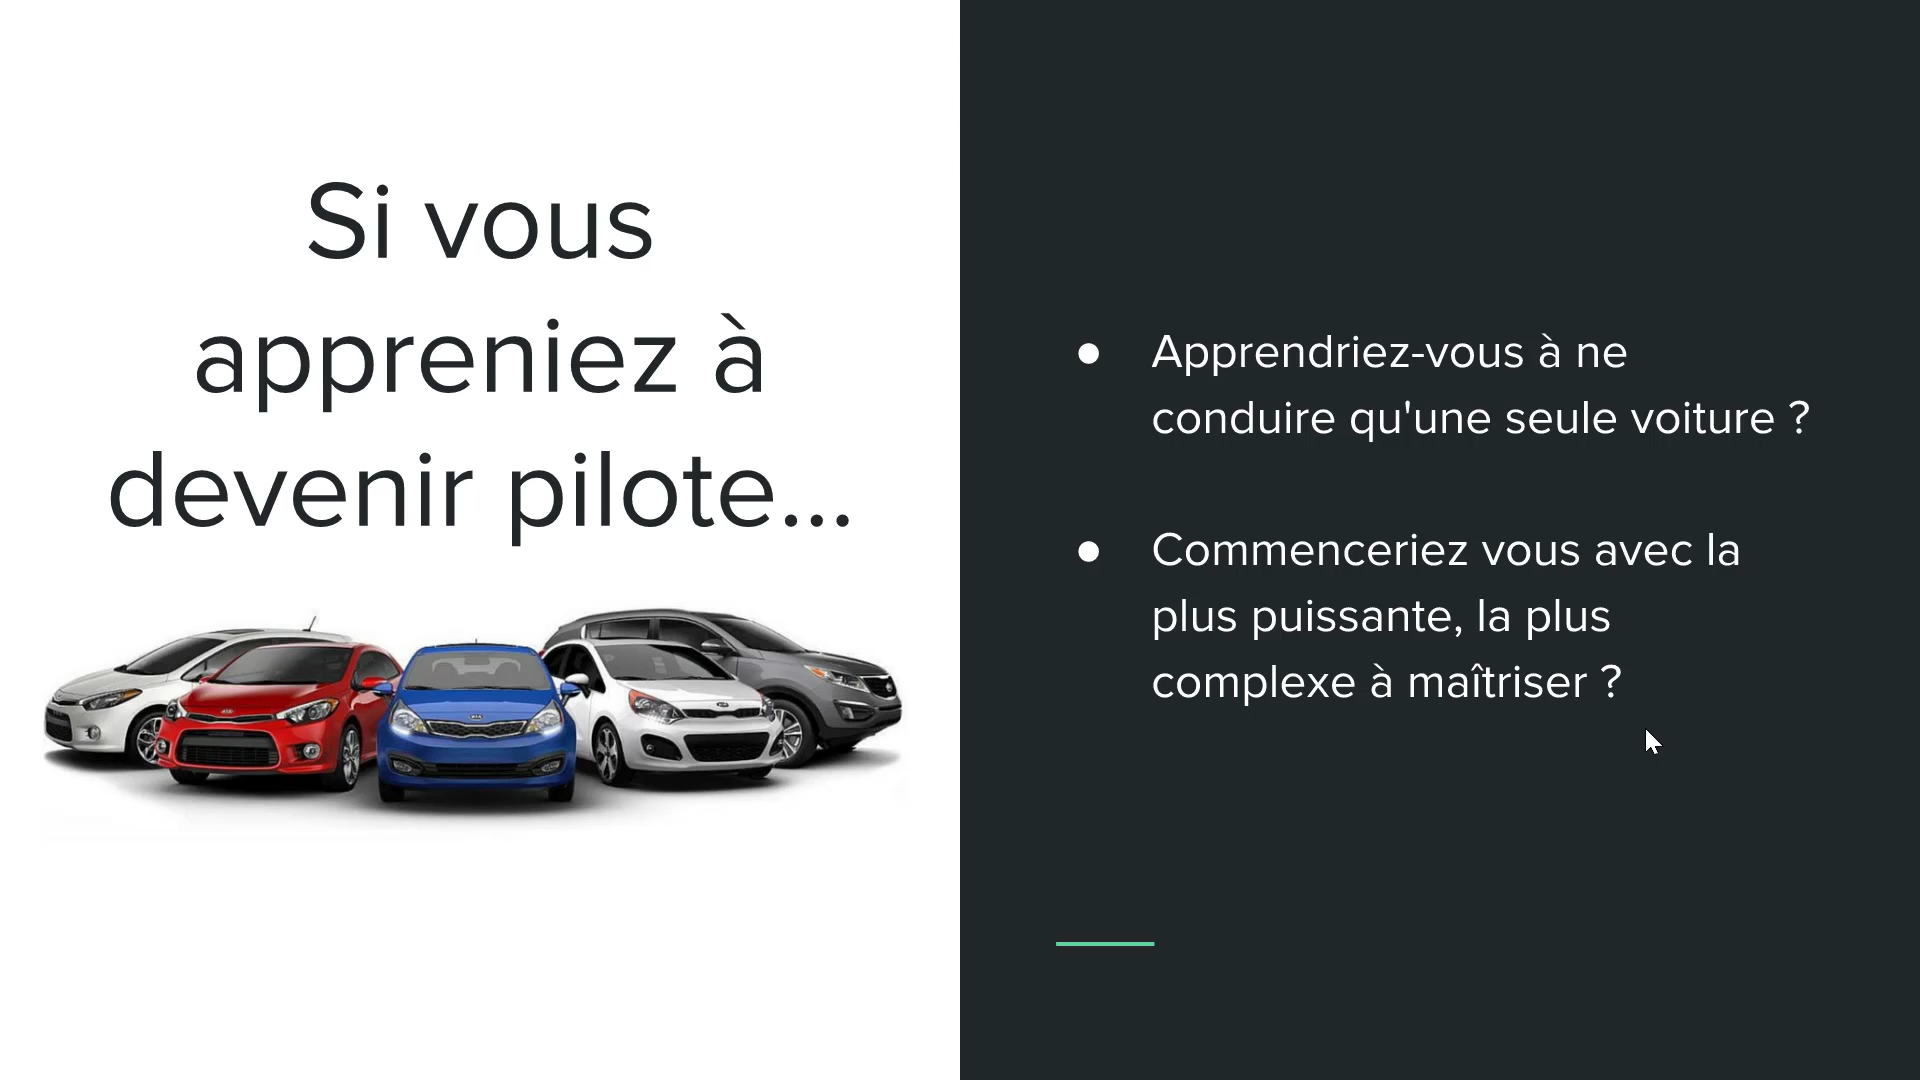 Si vous
appreniez à
devenir pilote...
● Apprendriez-vous à ne
conduire qu'une seule voiture ?
● Commenceriez vous avec la
plus puissante, la plus
complexe à maîtriser ?